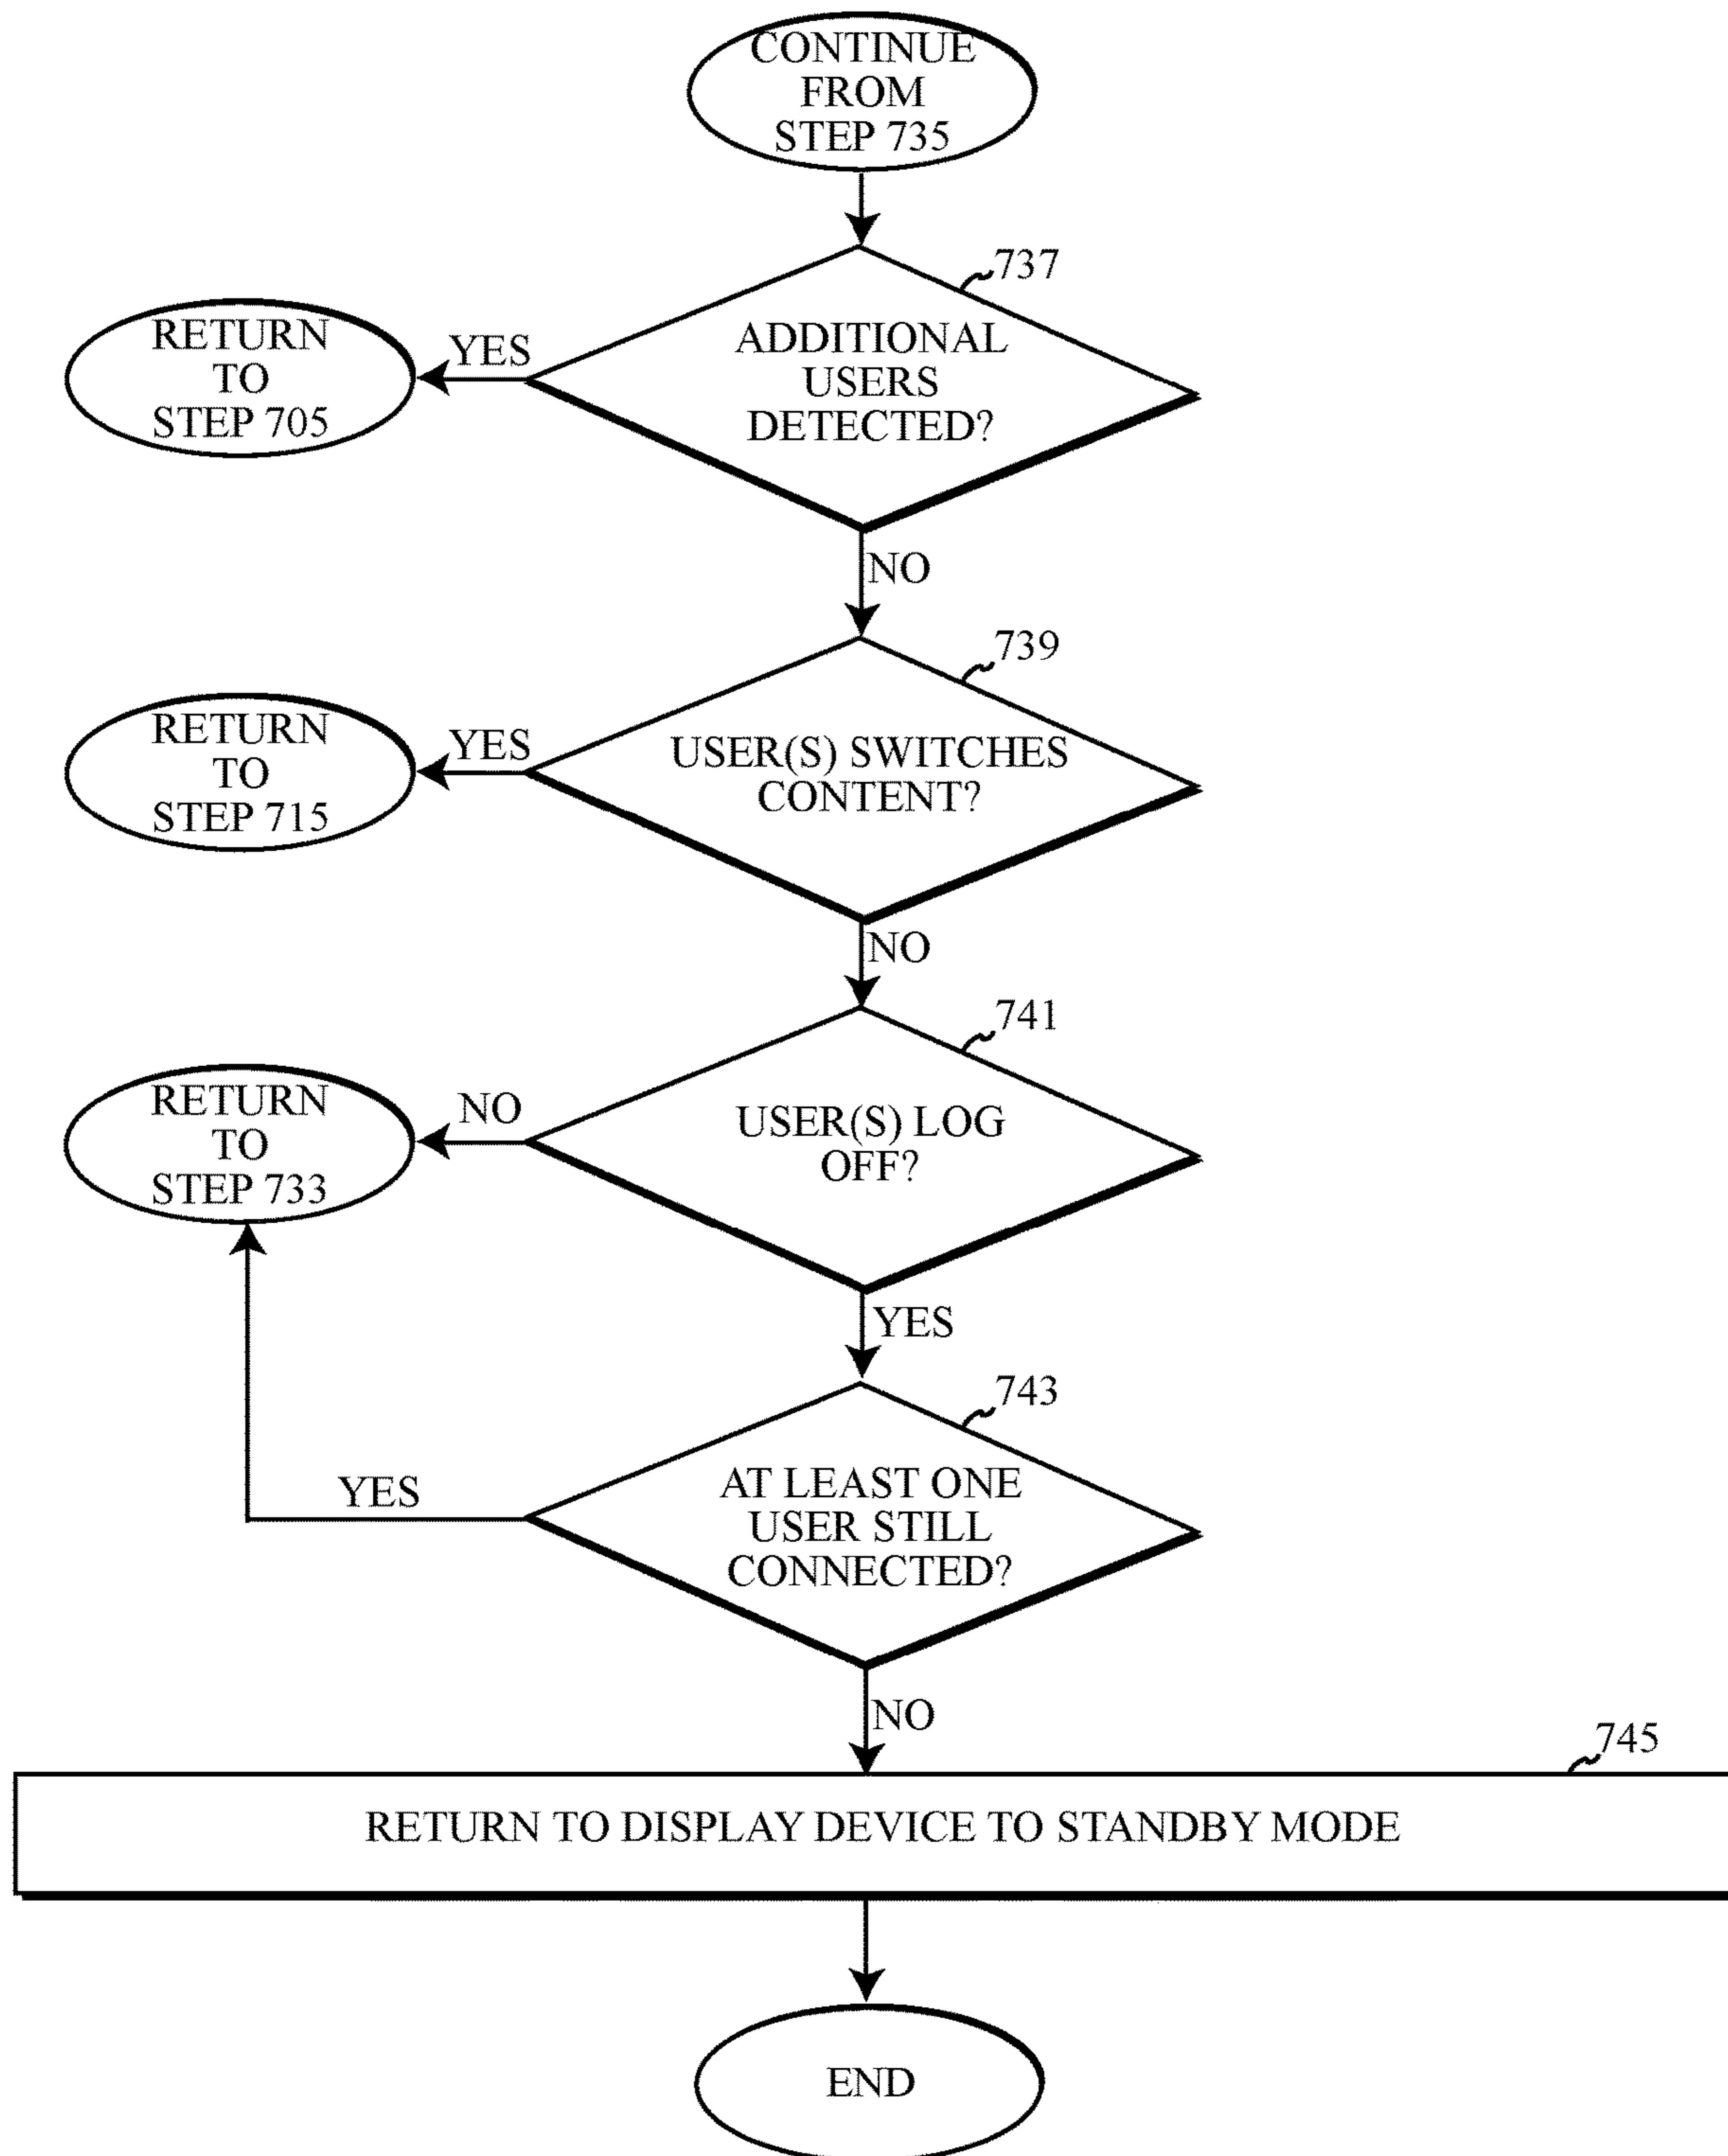 CONTINUE
FROM
STEP 735
737
ADDITIONAL
USERS
DETECTED?
YES
RETURN
TO
STEP 705
NO
739
USER(S) SWITCHES
CONTENT?
YES
RETURN
TO
STEP 715
NO
741
USER(S) LOG
OFF?
NO
RETURN
TO
STEP 733
YES
743
AT LEAST ONE
USER STILL
CONNECTED?
YES
NO
745
RETURN TO DISPLAY DEVICE TO STANDBY MODE
END